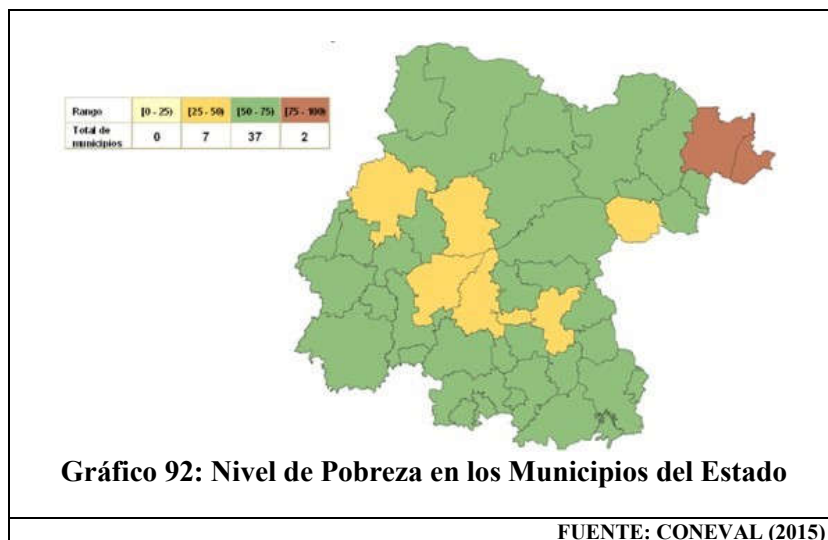 Rango [0 - 25) [25 - 50) [50 - 75) [75 - 100)
Total de municipios 0 7 37 2
Gráfico 92: Nivel de Pobreza en los Municipios del Estado
FUENTE: CONEVAL (2015)